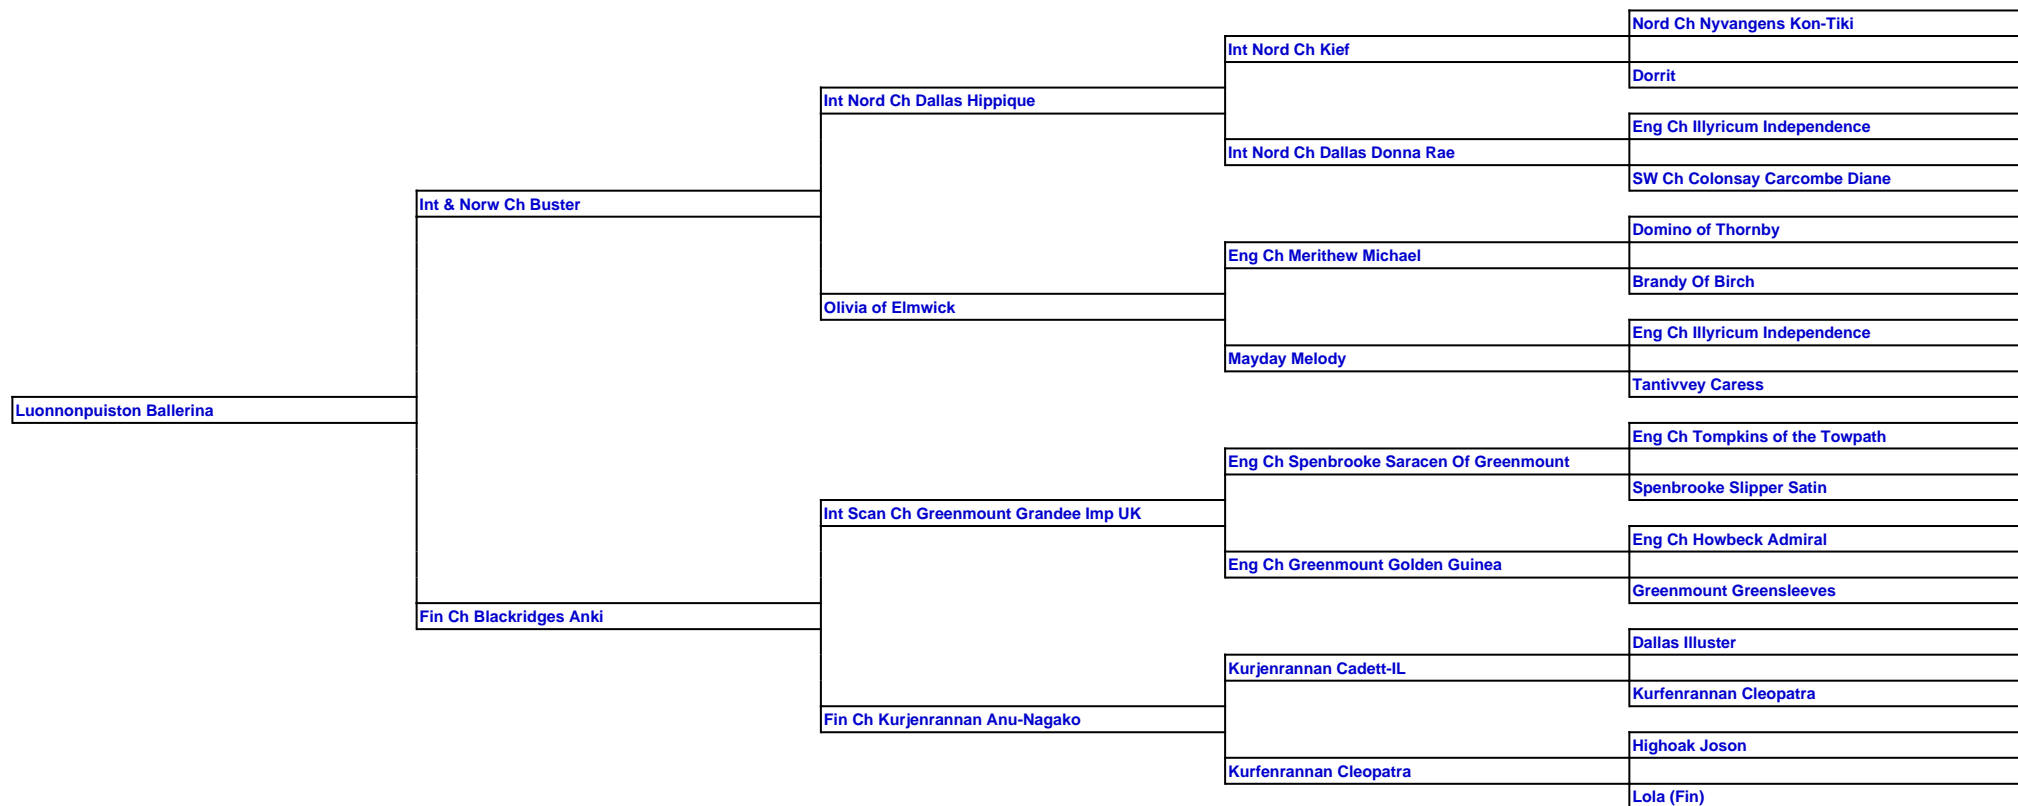 Nord Ch Nyvangens Kon-Tiki
Int Nord Ch Kief
Dorrit
Int Nord Ch Dallas Hippique
Eng Ch Illyricum Independence
Int Nord Ch Dallas Donna Rae
SW Ch Colonsay Carcombe Diane
Int & Norw Ch Buster
Domino of Thornby
Eng Ch Merithew Michael
Brandy Of Birch
Olivia of Elmwick
Eng Ch Illyricum Independence
Mayday Melody
Tantivvey Caress
Luonnonpuiston Ballerina
Eng Ch Tompkins of the Towpath
Eng Ch Spenbrooke Saracen Of Greenmount
Spenbrooke Slipper Satin
Int Scan Ch Greenmount Grandee Imp UK
Eng Ch Howbeck Admiral
Eng Ch Greenmount Golden Guinea
Greenmount Greensleeves
Fin Ch Blackridges Anki
Dallas Illuster
Kurjenrannan Cadett-IL
Kurfenrannan Cleopatra
Fin Ch Kurjenrannan Anu-Nagako
Highoak Joson
Kurfenrannan Cleopatra
Lola (Fin)